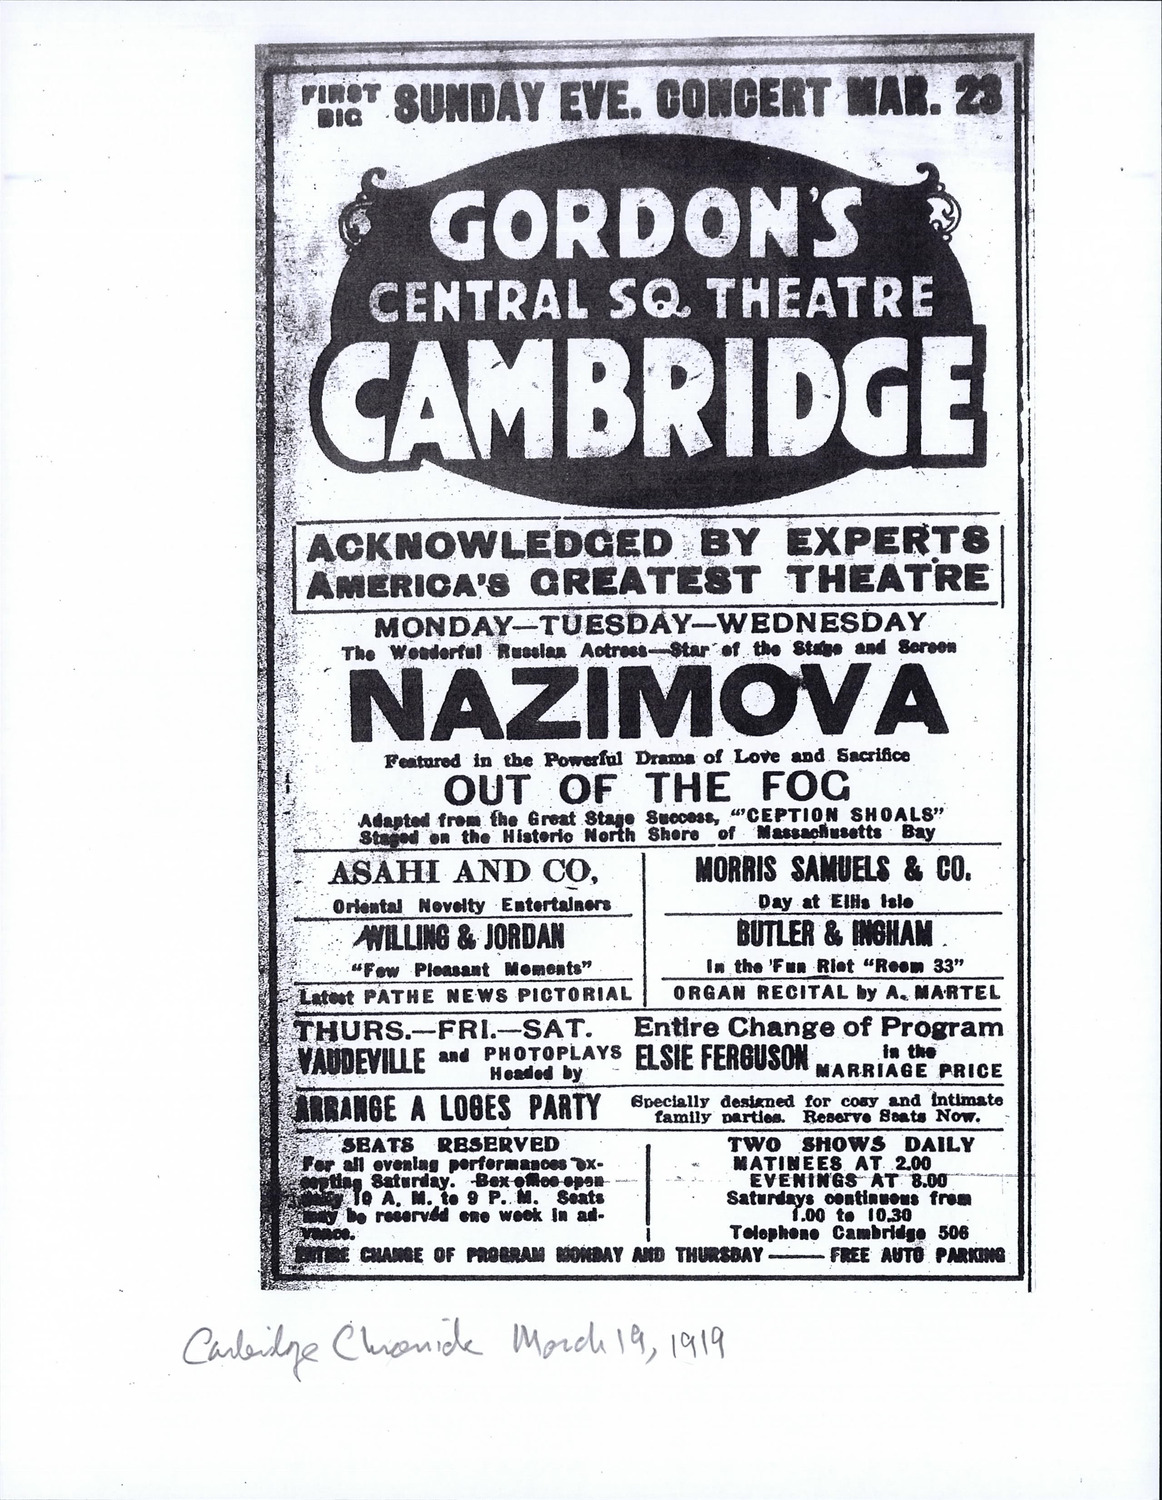 FIRST BIG SUNDAY EVE. CONCERT MAR. 23
GORDON'S
CENTRAL SQ. THEATRE
CAMBRIDGE
ACKNOWLEDGED BY EXPERTS
AMERICA'S GREATEST THEATRE
MONDAY—TUESDAY—WEDNESDAY
The Wonderful Russian Actress—Star of the Stage and Screen
NAZIMOVA
Featured in the Powerful Drama of Love and Sacrifice
OUT OF THE FOG
Adapted from the Great Stage Success, "'CEPTION SHOALS"
Staged on the Historic North Shore of Massachusetts Bay
ASAHI AND CO.
Oriental Novelty Entertainers
WILLING & JORDAN
"Few Pleasant Moments"
Latest PATHE NEWS PICTORIAL
MORRIS SAMUELS & CO.
Day at Ellis Isle
BUTLER & INGHAM
In the 'Fun Riot "Room 33"
ORGAN RECITAL by A. MARTEL
THURS.—FRI.—SAT. Entire Change of Program
VAUDEVILLE and PHOTOPLAYS Headed by ELSIE FERGUSON in the MARRIAGE PRICE
ARRANGE A LOGES PARTY Specially designed for cosy and intimate
family parties. Reserve Seats Now.
SEATS RESERVED
For all evening performances ex-
cepting Saturday. Box office open
daily 10 A. M. to 9 P. M. Seats
may be reserved one week in ad-
vance.
TWO SHOWS DAILY
MATINEES AT 2.00
EVENINGS AT 8.00
Saturdays continuous from
1.00 to 10.30
Telephone Cambridge 506
ENTIRE CHANGE OF PROGRAM MONDAY AND THURSDAY —— FREE AUTO PARKING
Cambridge Chronicle March 19, 1919